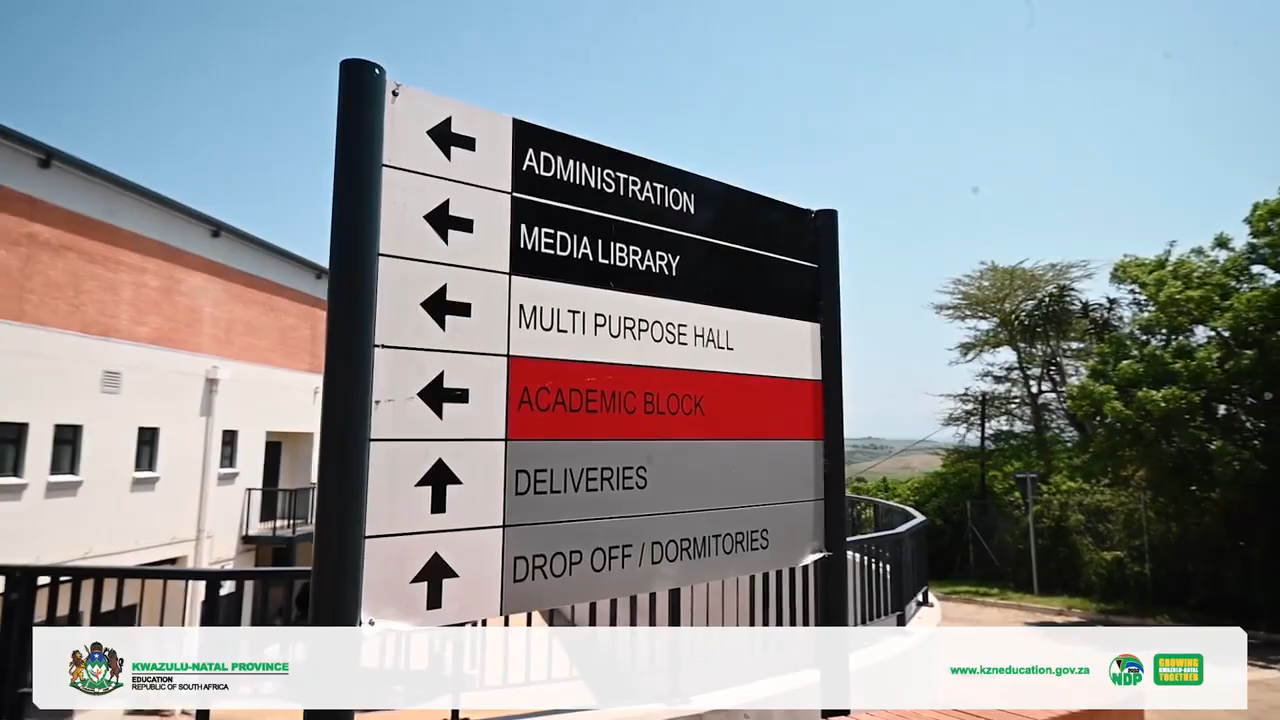 ADMINISTRATION
MEDIA LIBRARY
MULTI PURPOSE HALL
ACADEMIC BLOCK
DELIVERIES
DROP OFF / DORMITORIES
KWAZULU-NATAL PROVINCE
EDUCATION
REPUBLIC OF SOUTH AFRICA
www.kzneducation.gov.za
2030
NDP
GROWING
KWAZULU-NATAL
TOGETHER